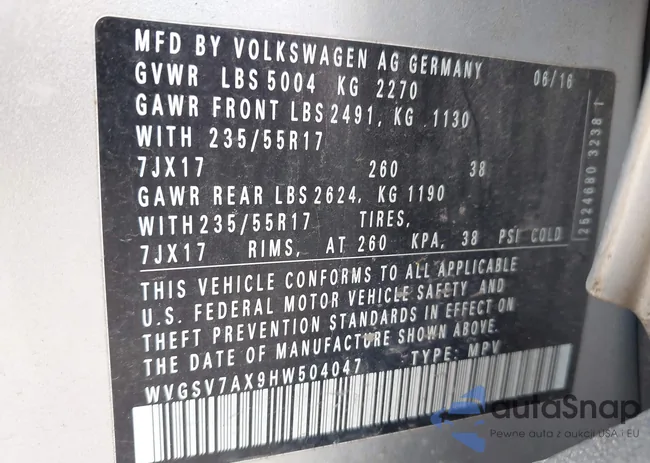 MFD BY VOLKSWAGEN AG GERMANY 06/16
GVWR LBS 5004 KG 2270
GAWR FRONT LBS 2491, KG 1130
WITH 235/55R17
7JX17 260 38
GAWR REAR LBS 2624, KG 1190
WITH 235/55R17 TIRES,
7JX17 RIMS, AT 260 KPA, 38 PSI COLD
THIS VEHICLE CONFORMS TO ALL APPLICABLE
U.S. FEDERAL MOTOR VEHICLE SAFETY AND
THEFT PREVENTION STANDARDS IN EFFECT ON
THE DATE OF MANUFACTURE SHOWN ABOVE.
WVGSV7AX9HW504047 TYPE: MPV
2524680 3238 1
autoSnap
Pewne auta z aukcji USA i EU